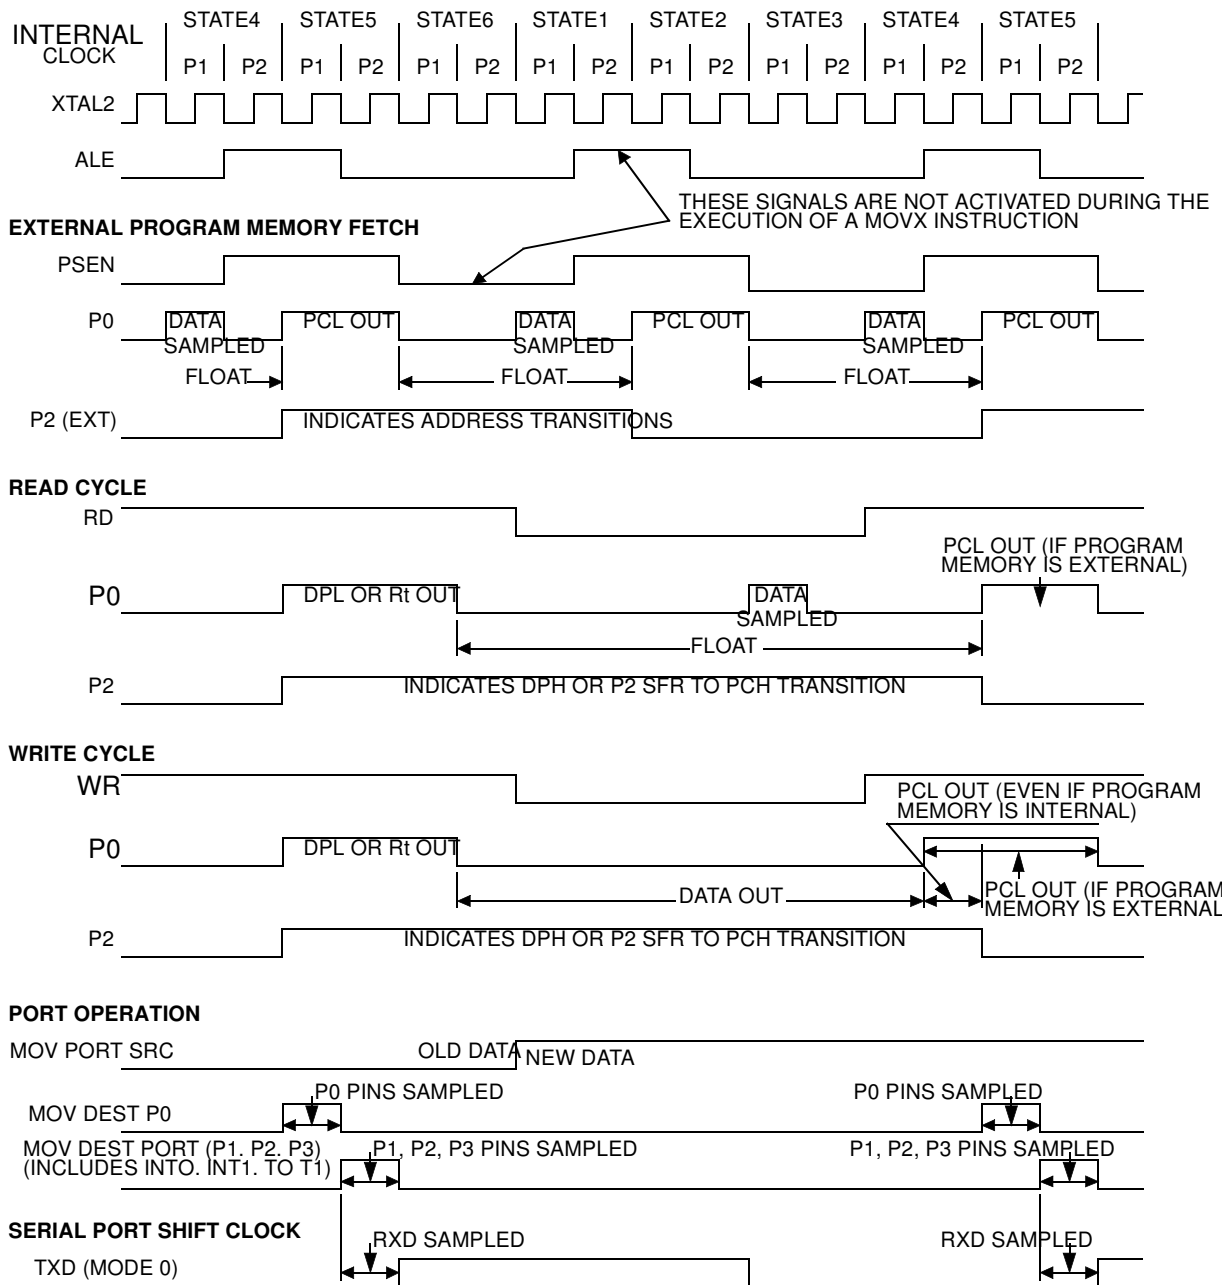 INTERNAL CLOCK
STATE4 STATE5 STATE6 STATE1 STATE2 STATE3 STATE4 STATE5
P1 P2 P1 P2 P1 P2 P1 P2 P1 P2 P1 P2 P1 P2 P1 P2
XTAL2
ALE
THESE SIGNALS ARE NOT ACTIVATED DURING THE
EXECUTION OF A MOVX INSTRUCTION
EXTERNAL PROGRAM MEMORY FETCH
PSEN
P0 DATA PCL OUT DATA PCL OUT DATA PCL OUT
SAMPLED SAMPLED SAMPLED
FLOAT FLOAT FLOAT
P2 (EXT) INDICATES ADDRESS TRANSITIONS
READ CYCLE
RD
PCL OUT (IF PROGRAM
MEMORY IS EXTERNAL)
P0 DPL OR Rt OUT DATA
SAMPLED
FLOAT
P2 INDICATES DPH OR P2 SFR TO PCH TRANSITION
WRITE CYCLE
WR
PCL OUT (EVEN IF PROGRAM
MEMORY IS INTERNAL)
P0 DPL OR Rt OUT
DATA OUT
PCL OUT (IF PROGRAM
MEMORY IS EXTERNAL
P2 INDICATES DPH OR P2 SFR TO PCH TRANSITION
PORT OPERATION
MOV PORT SRC OLD DATA NEW DATA
P0 PINS SAMPLED P0 PINS SAMPLED
MOV DEST P0
MOV DEST PORT (P1. P2. P3) P1, P2, P3 PINS SAMPLED P1, P2, P3 PINS SAMPLED
(INCLUDES INTO. INT1. TO T1)
SERIAL PORT SHIFT CLOCK
RXD SAMPLED RXD SAMPLED
TXD (MODE 0)